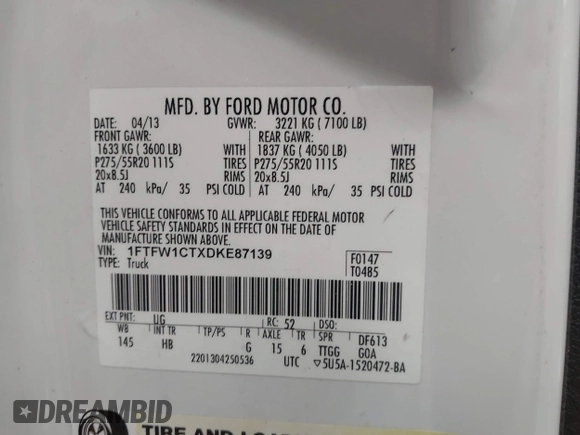 MFD. BY FORD MOTOR CO.
DATE: 04/13 GVWR: 3221 KG ( 7100 LB)
FRONT GAWR: REAR GAWR:
1633 KG ( 3600 LB) WITH 1837 KG ( 4050 LB) WITH
P275/55R20 111S TIRES P275/55R20 111S TIRES
20x8.5J RIMS 20x8.5J RIMS
AT 240 kPa/ 35 PSI COLD AT 240 kPa/ 35 PSI COLD
THIS VEHICLE CONFORMS TO ALL APPLICABLE FEDERAL MOTOR
VEHICLE SAFETY STANDARDS IN EFFECT ON THE DATE OF
MANUFACTURE SHOWN ABOVE.
VIN: 1FTFW1CTXDKE87139 F0147
TYPE: Truck T0485
EXT PNT: UG RC: 52 DSO:
WB INT TR TP/PS R AXLE TR SPR DF613
145 HB G 15 6 TTGG GOA
2201304250536 UTC ▽5U5A-1520472-BA
DREAMBID
TIRE AND LOAD